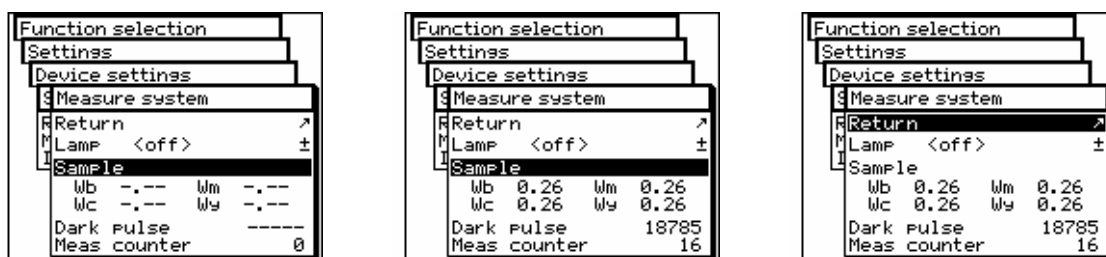 Function selection
Settings
Device settings
S Measure system
R Return ↗
M Lamp <off> ±
I Sample
Wb -.-- Wm -.--
Wc -.-- Wy -.--
Dark pulse -----
Meas counter 0
Function selection
Settings
Device settings
S Measure system
R Return ↗
M Lamp <off> ±
I Sample
Wb 0.26 Wm 0.26
Wc 0.26 Wy 0.26
Dark pulse 18785
Meas counter 16
Function selection
Settings
Device settings
S Measure system
R Return ↗
M Lamp <off> ±
I Sample
Wb 0.26 Wm 0.26
Wc 0.26 Wy 0.26
Dark pulse 18785
Meas counter 16